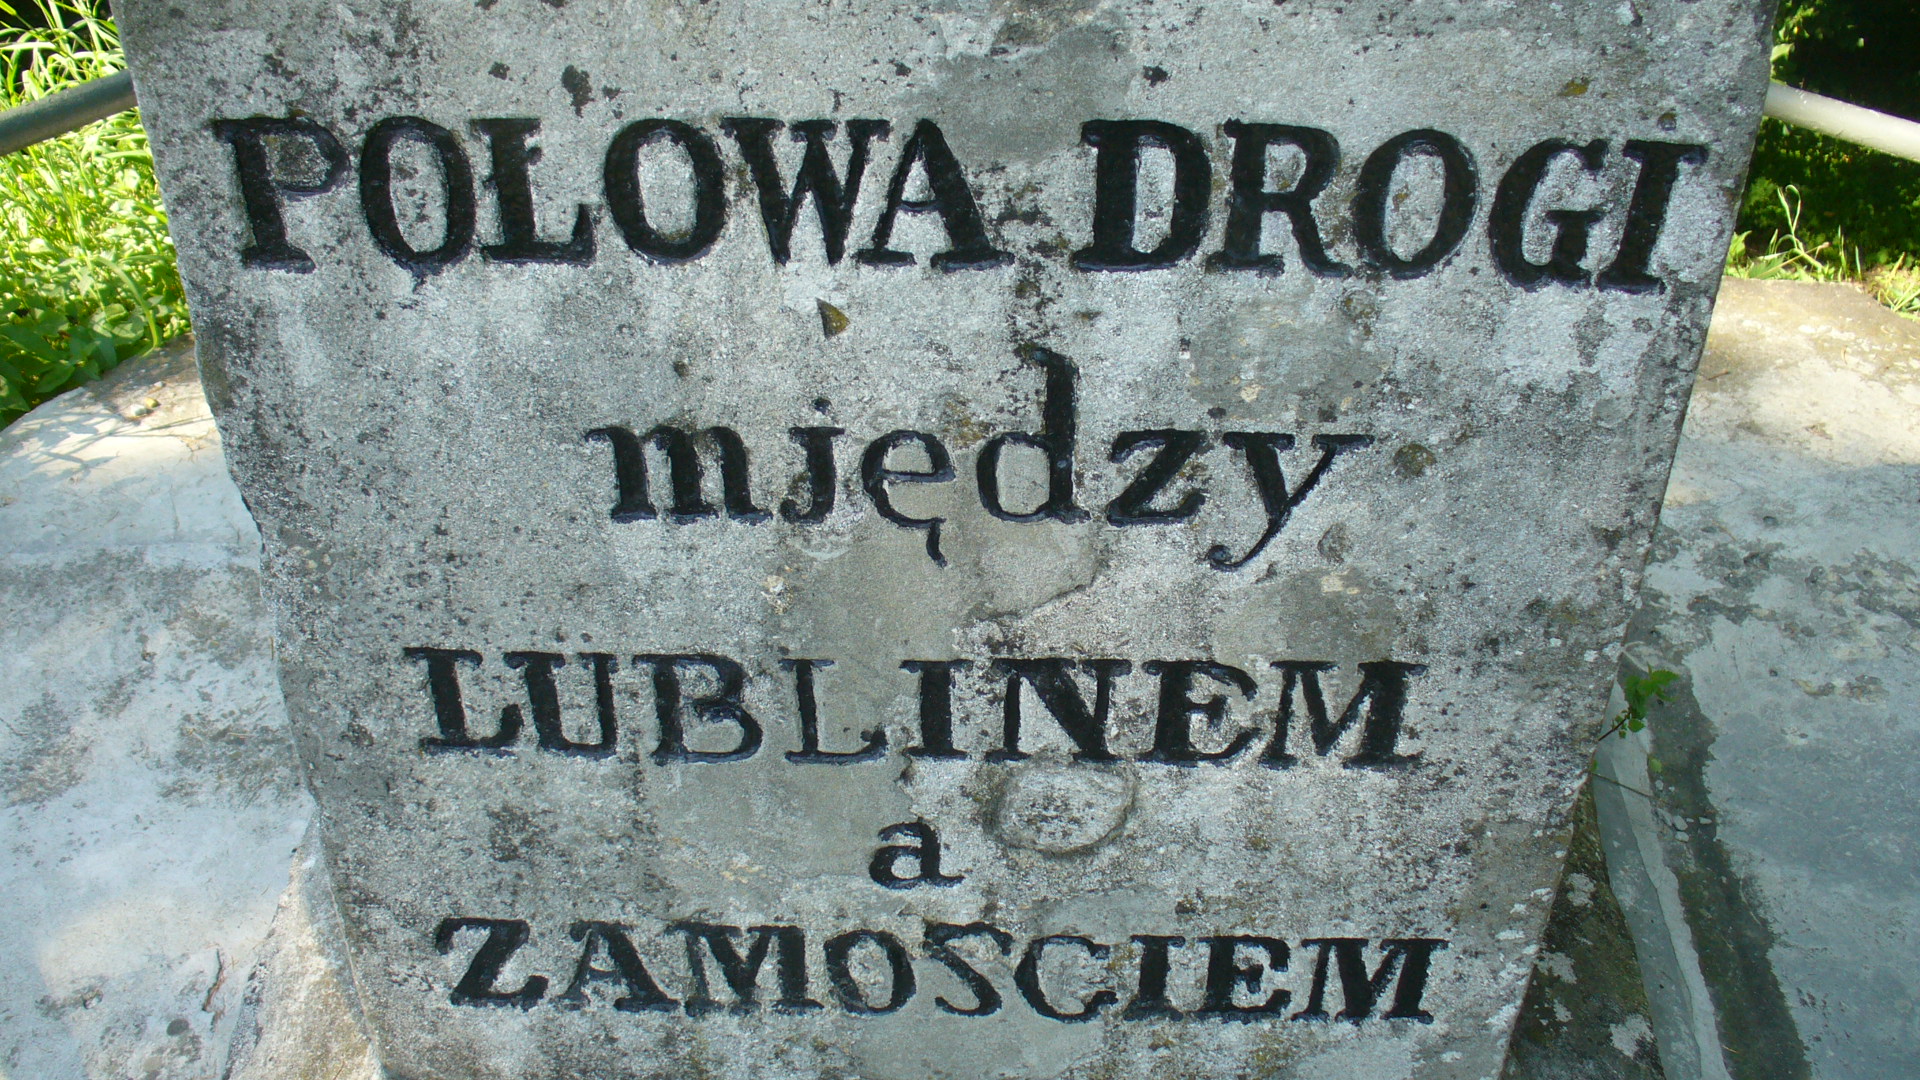 POŁOWA DROGI
mjędzy
LUBLINEM
a
ZAMOSCIEM